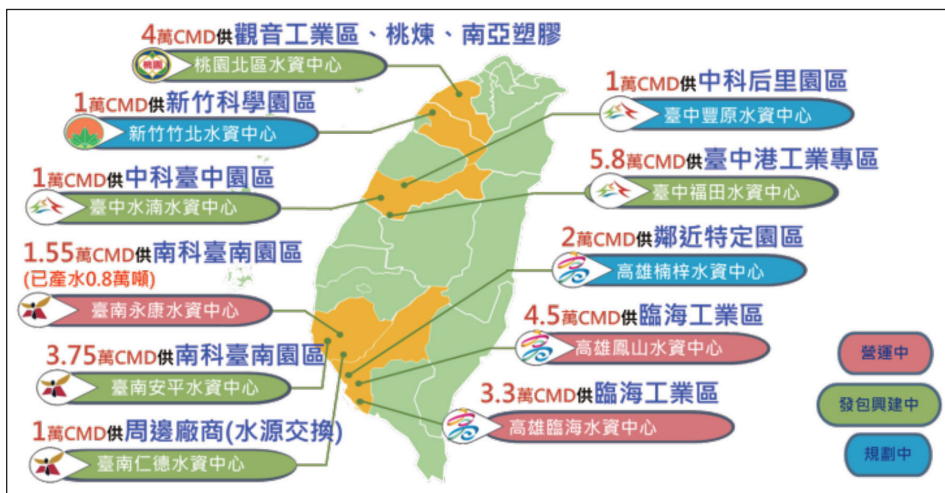 4萬CMD供觀音工業區、桃煉、南亞塑膠
桃園
桃園北區水資中心
1萬CMD供新竹科學園區
新竹竹北水資中心
1萬CMD供中科臺中園區
臺中水湳水資中心
1.55萬CMD供南科臺南園區
(已產水0.8萬噸)
臺南永康水資中心
3.75萬CMD供南科臺南園區
臺南安平水資中心
1萬CMD供周邊廠商(水源交換)
臺南仁德水資中心
1萬CMD供中科后里園區
臺中豐原水資中心
5.8萬CMD供臺中港工業專區
臺中福田水資中心
2萬CMD供鄰近特定園區
高雄楠梓水資中心
4.5萬CMD供臨海工業區
高雄鳳山水資中心
3.3萬CMD供臨海工業區
高雄臨海水資中心
營運中
發包興建中
規劃中